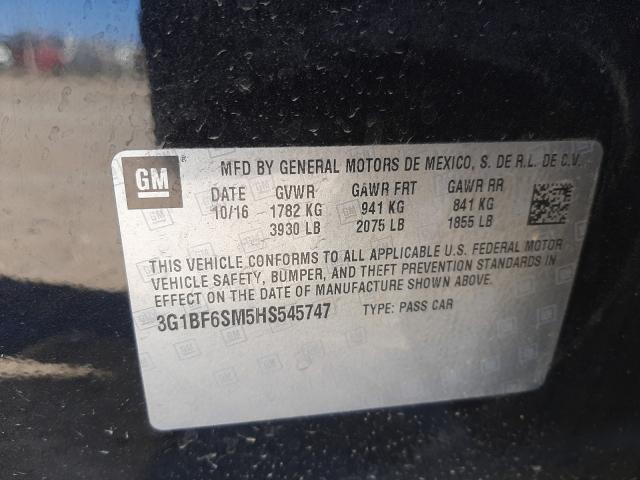 GM ®
MFD BY GENERAL MOTORS DE MEXICO, S. DE R.L. DE C.V.
DATE GVWR GAWR FRT GAWR RR
10/16 1782 KG 941 KG 841 KG
3930 LB 2075 LB 1855 LB
THIS VEHICLE CONFORMS TO ALL APPLICABLE U.S. FEDERAL MOTOR
VEHICLE SAFETY, BUMPER, AND THEFT PREVENTION STANDARDS IN
EFFECT ON THE DATE OF MANUFACTURE SHOWN ABOVE.
3G1BF6SM5HS545747 TYPE: PASS CAR